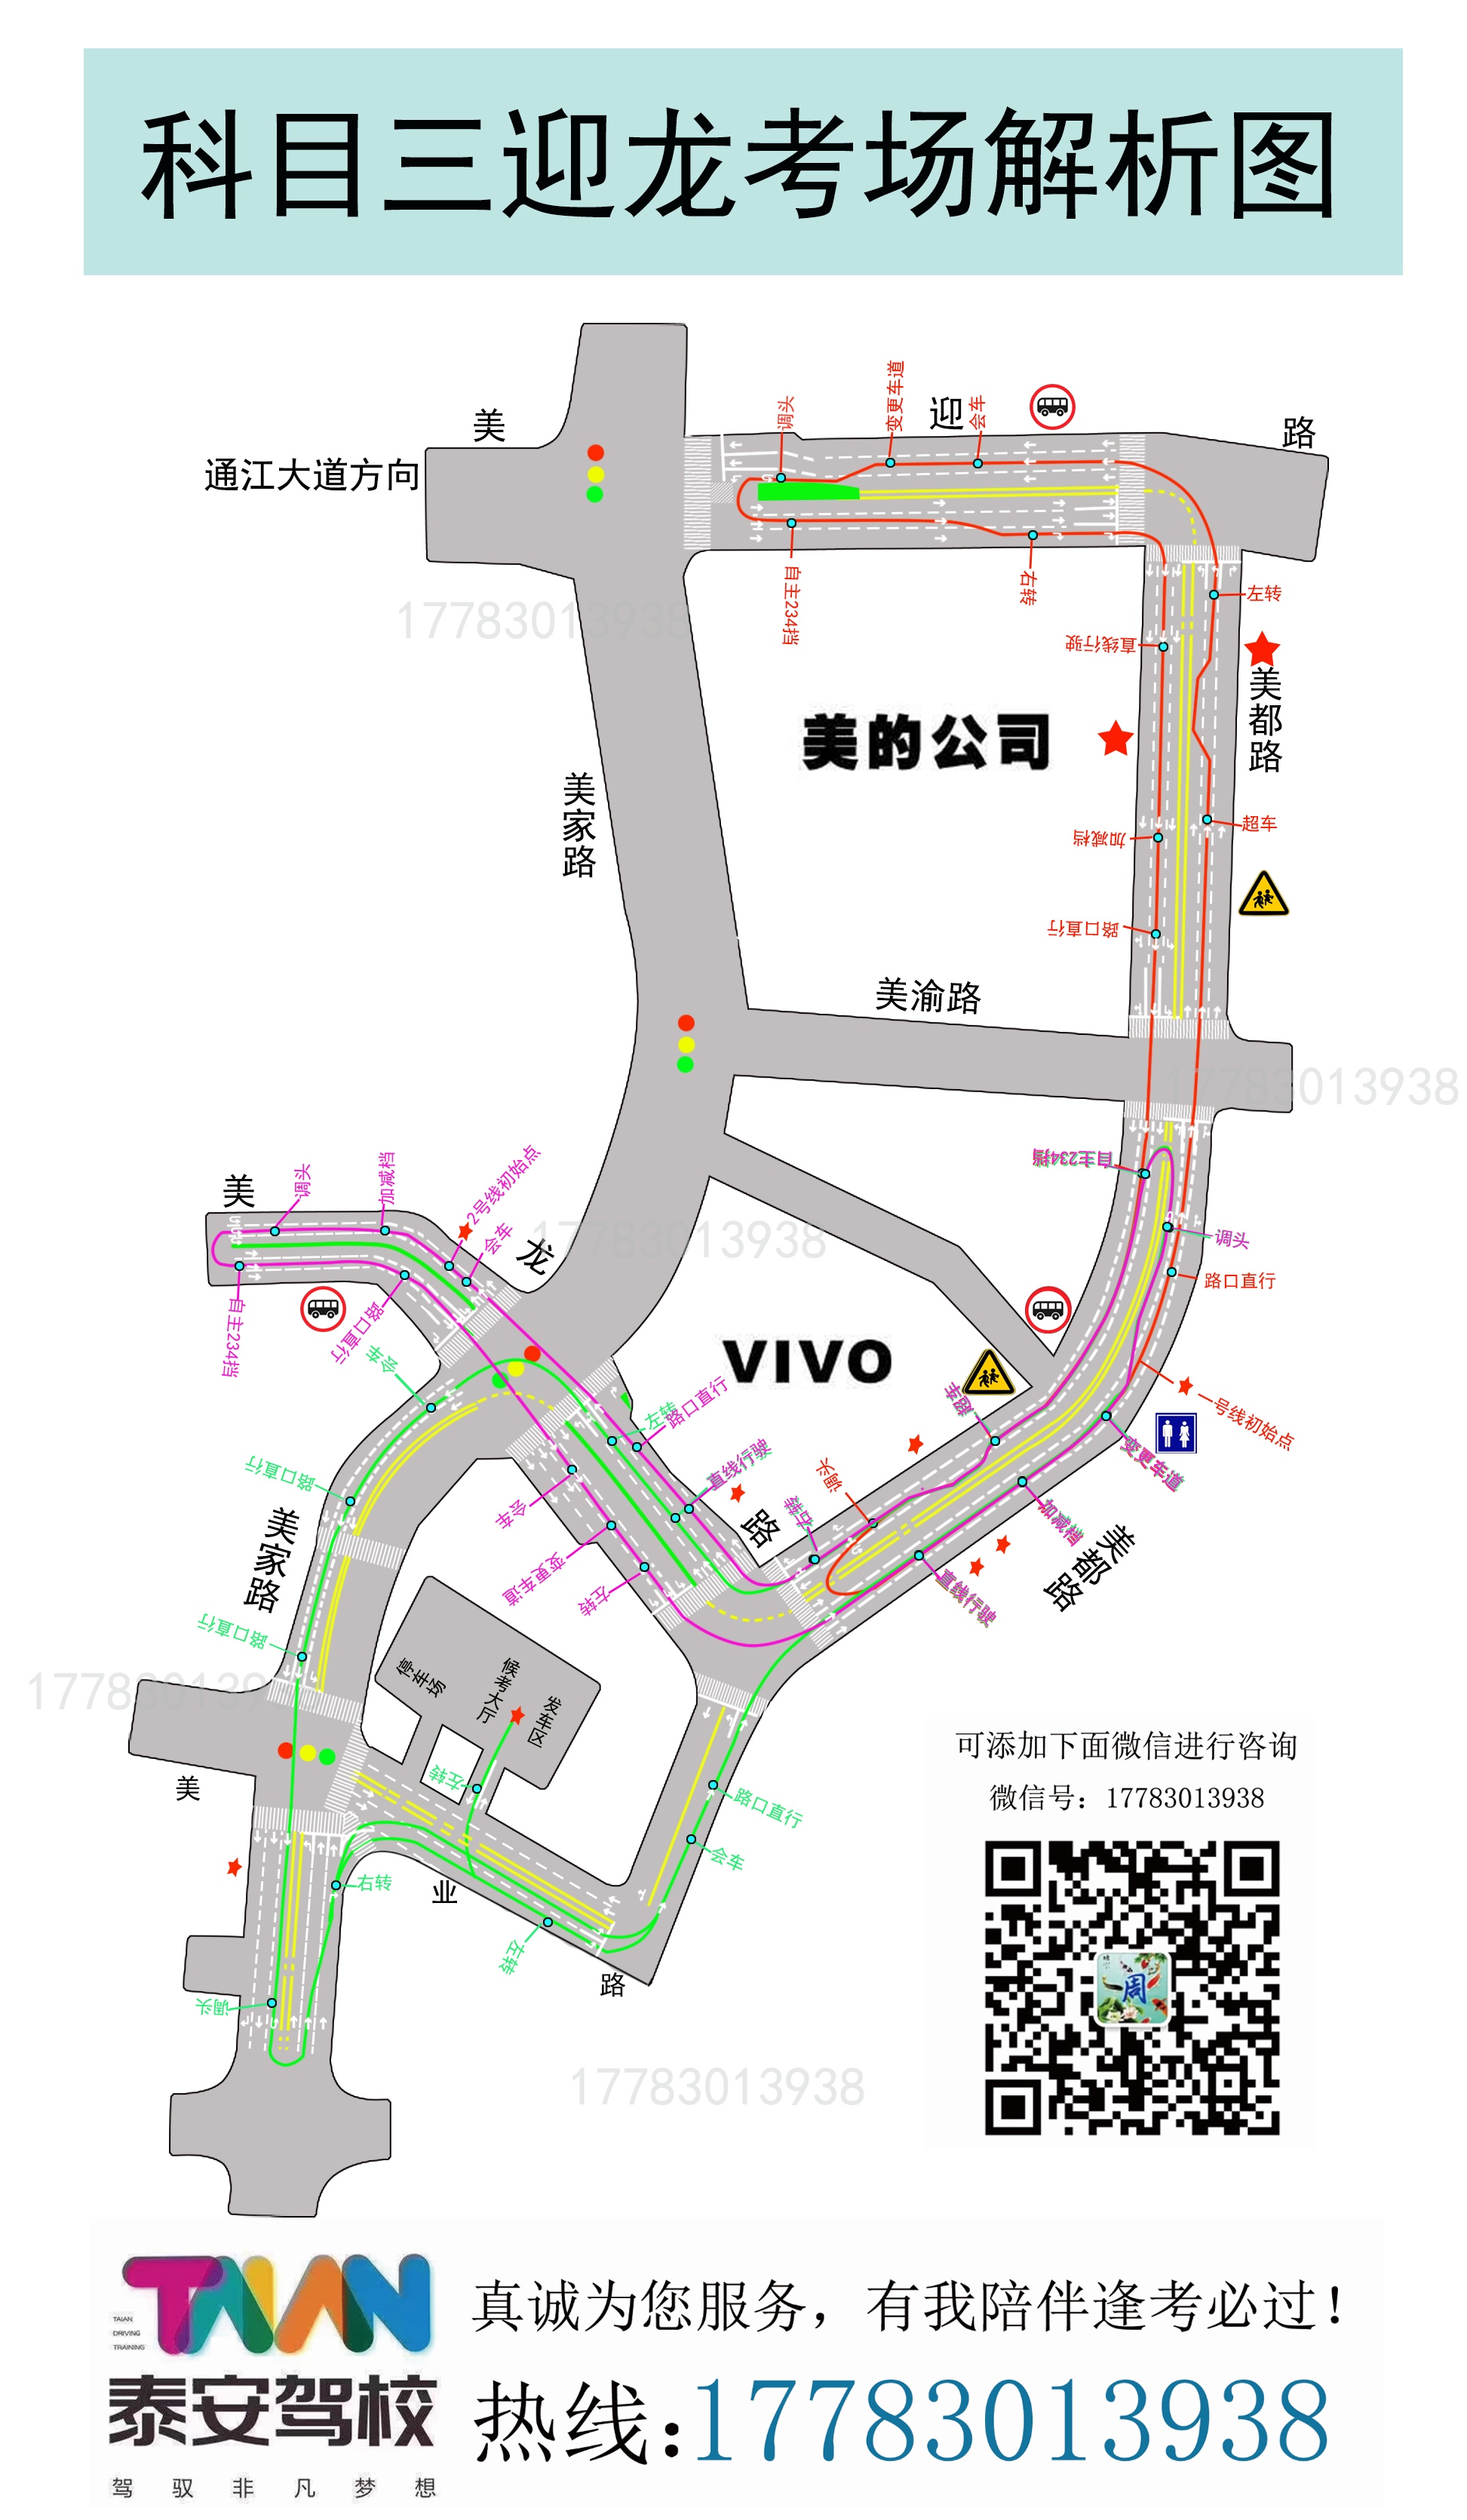 科目三迎龙考场解析图
美
通江大道方向
迎
路
调头
变更车道
会车
自主234挡
右转
左转
直线行驶
美都路
美的公司
超车
加减档
路口直行
美家路
美渝路
17783013938
17783013938
自主234挡
调头
路口直行
一号线初始点
美
调头
加减档
2号线初始点
会车
龙
17783013938
自主234挡
路口直行
会车
VIVO
左转
路口直行
直线行驶
路
超车
调头
右转
变更车道
加减档
直线行驶
美都路
路口直行
会车
变更车道
左转
美家路
路口直行
17783013938
停车场
候考大厅
发车区
左转
美
业
路
右转
左转
调头
路口直行
会车
可添加下面微信进行咨询
微信号：17783013938
周
17783013938
TAIAN
TAIAN
DRIVING
TRAINING
泰安驾校
驾驭非凡梦想
真诚为您服务，有我陪伴逢考必过！
热线：17783013938